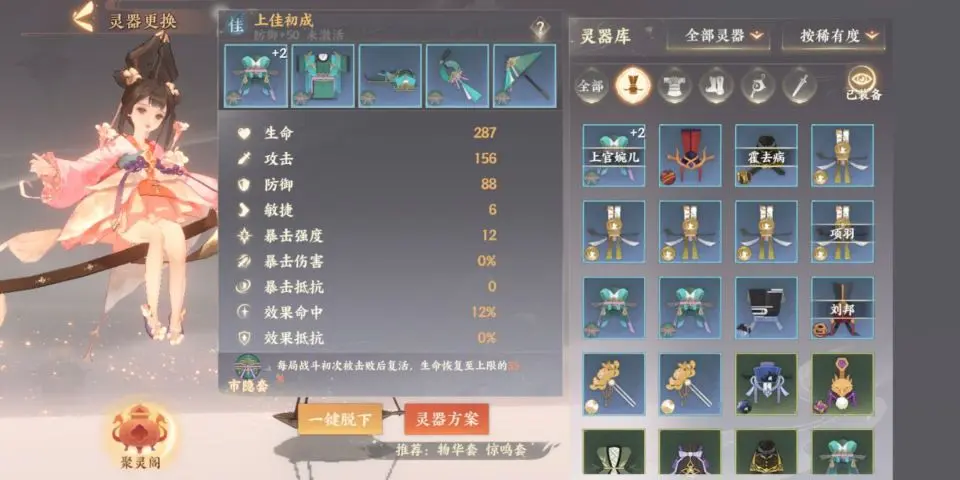 灵器更换
佳 上佳初成
防御+50 未激活
?
+2
生命 287
攻击 156
防御 88
敏捷 6
暴击强度 12
暴击伤害 0%
暴击抵抗 0
效果命中 12%
效果抵抗 0%
市隐套
每局战斗初次被击败后复活，生命恢复至上限的
一键脱下
灵器方案
推荐：物华套 惊鸣套
聚灵阁
灵器库
全部灵器
按稀有度
全部
已装备
+2
上官婉儿
霍去病
项羽
刘邦